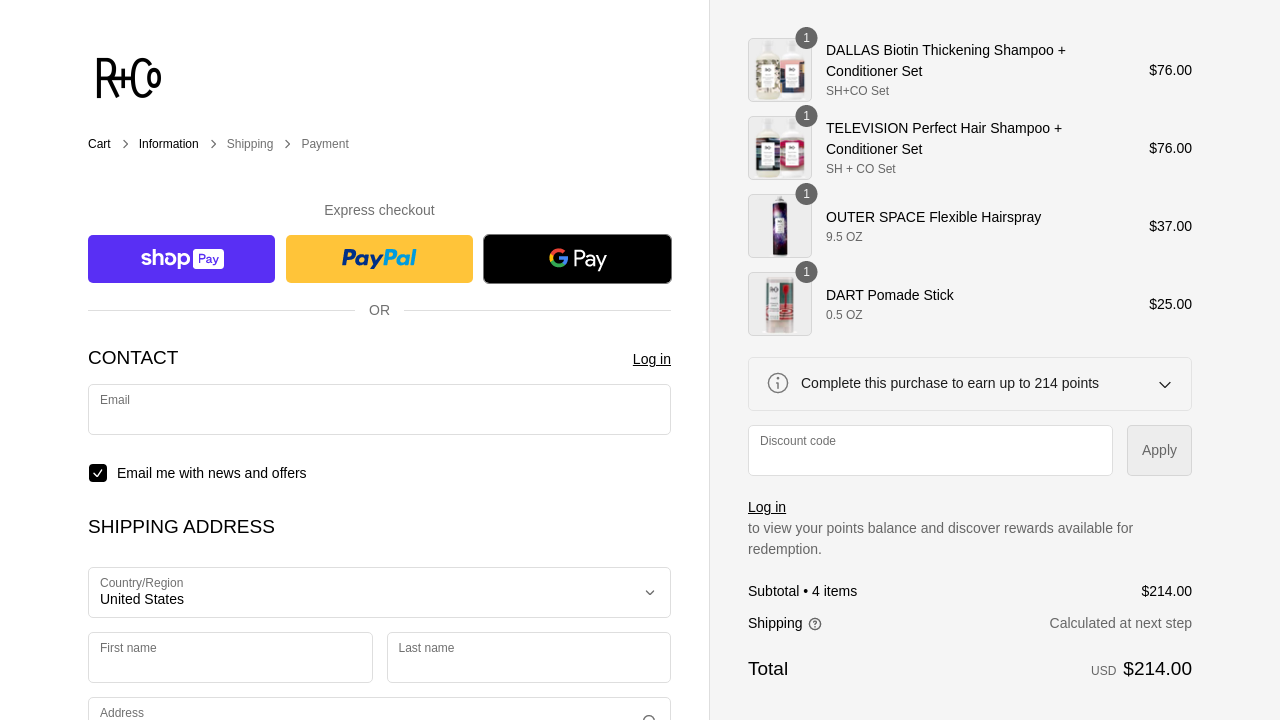 R+Co
Cart
Information
Shipping
Payment
Express checkout
shop Pay
PayPal
G Pay
OR
CONTACT
Log in
Email
Email me with news and offers
SHIPPING ADDRESS
Country/Region
United States
First name
Last name
Address
1
DALLAS Biotin Thickening Shampoo +
Conditioner Set
SH+CO Set
$76.00
1
TELEVISION Perfect Hair Shampoo +
Conditioner Set
SH + CO Set
$76.00
1
OUTER SPACE Flexible Hairspray
9.5 OZ
$37.00
1
DART Pomade Stick
0.5 OZ
$25.00
Complete this purchase to earn up to 214 points
Discount code
Apply
Log in
to view your points balance and discover rewards available for
redemption.
Subtotal • 4 items
$214.00
Shipping
Calculated at next step
Total
USD $214.00